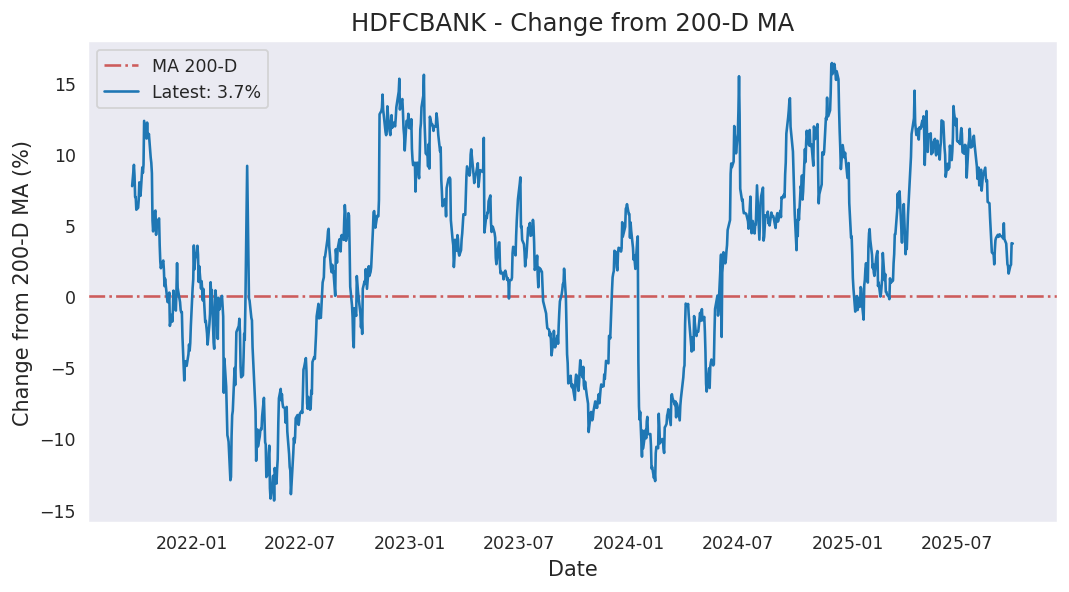 HDFCBANK - Change from 200-D MA
MA 200-D
Latest: 3.7%
Change from 200-D MA (%)
15
10
5
0
−5
−10
−15
2022-01 2022-07 2023-01 2023-07 2024-01 2024-07 2025-01 2025-07
Date